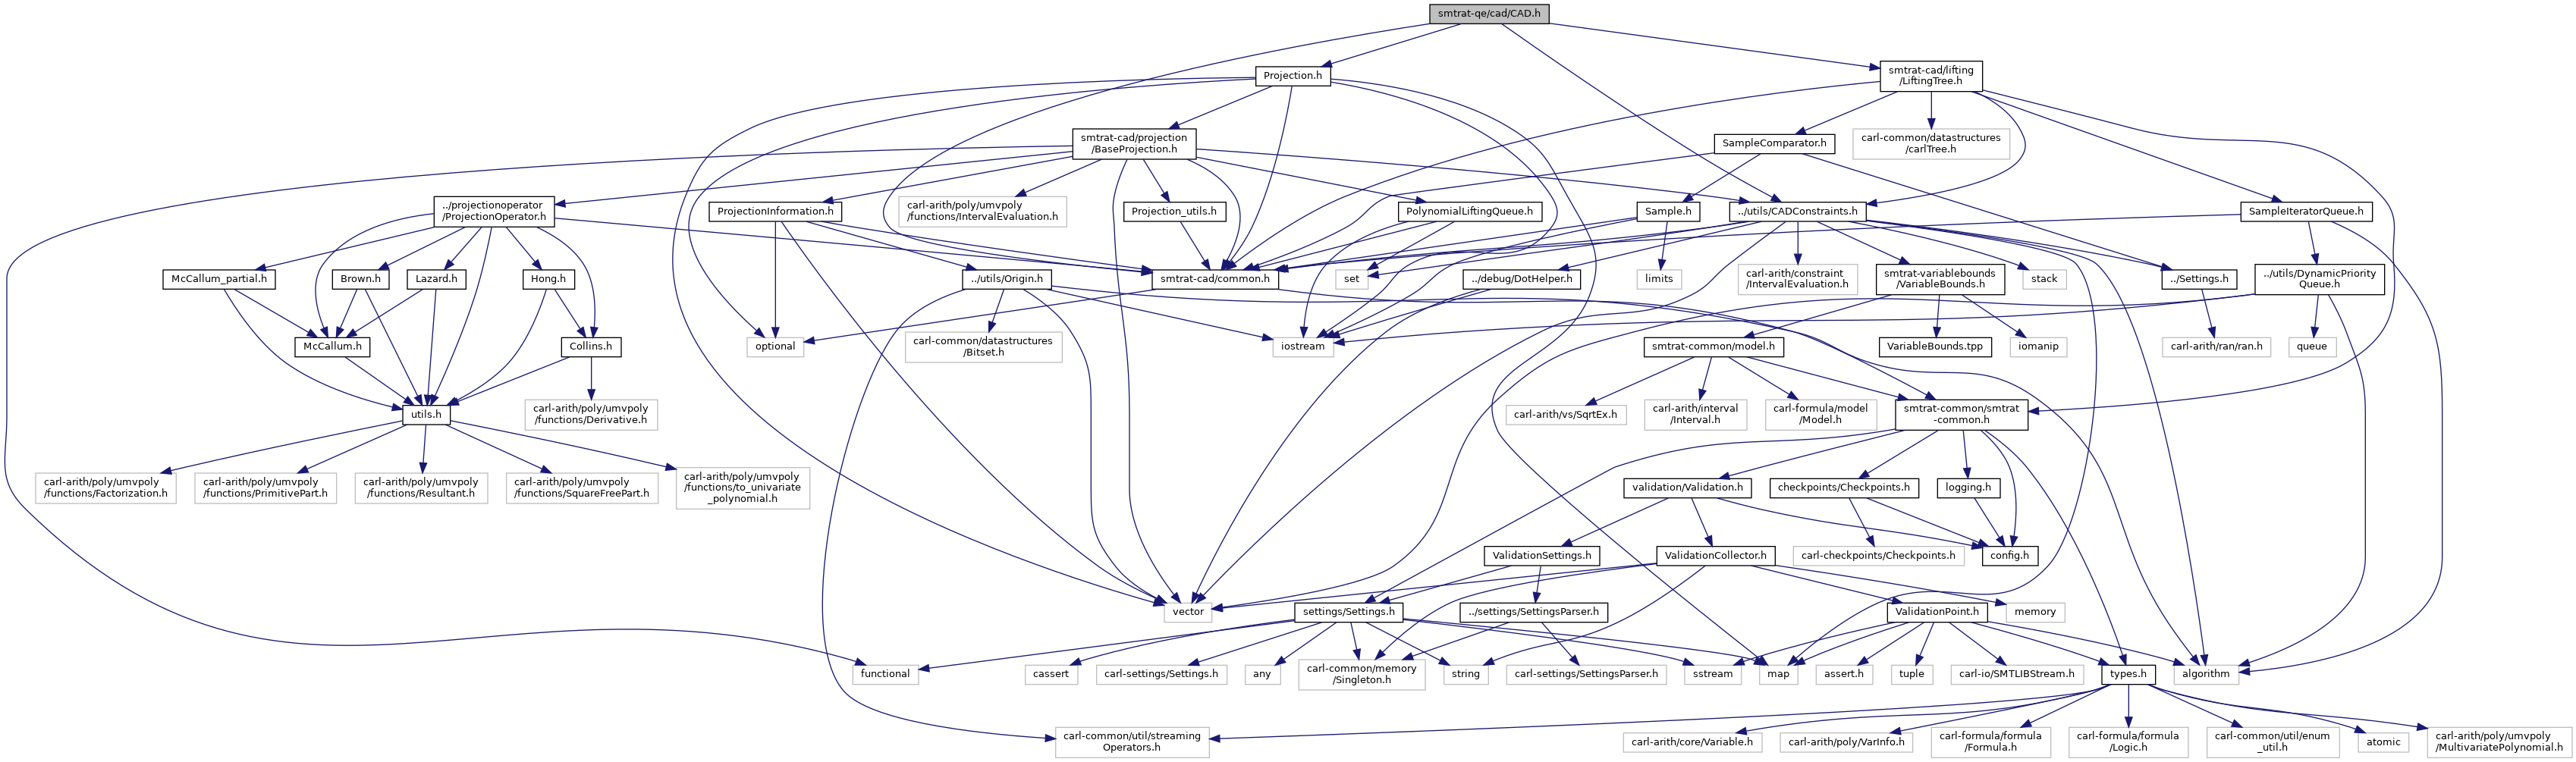 smtrat-qe/cad/CAD.h
Projection.h
smtrat-cad/lifting
/LiftingTree.h
smtrat-cad/projection
/BaseProjection.h
SampleComparator.h
carl-common/datastructures
/carlTree.h
../projectionoperator
/ProjectionOperator.h
ProjectionInformation.h
carl-arith/poly/umvpoly
/functions/IntervalEvaluation.h
Projection_utils.h
PolynomialLiftingQueue.h
Sample.h
../utils/CADConstraints.h
SampleIteratorQueue.h
McCallum_partial.h
Brown.h
Lazard.h
Hong.h
../utils/Origin.h
smtrat-cad/common.h
../debug/DotHelper.h
set
limits
carl-arith/constraint
/IntervalEvaluation.h
smtrat-variablebounds
/VariableBounds.h
stack
../Settings.h
../utils/DynamicPriority
Queue.h
McCallum.h
Collins.h
optional
carl-common/datastructures
/Bitset.h
iostream
smtrat-common/model.h
VariableBounds.tpp
iomanip
carl-arith/ran/ran.h
queue
utils.h
carl-arith/poly/umvpoly
/functions/Derivative.h
carl-arith/vs/SqrtEx.h
carl-arith/interval
/Interval.h
carl-formula/model
/Model.h
smtrat-common/smtrat
-common.h
carl-arith/poly/umvpoly
/functions/Factorization.h
carl-arith/poly/umvpoly
/functions/PrimitivePart.h
carl-arith/poly/umvpoly
/functions/Resultant.h
carl-arith/poly/umvpoly
/functions/SquareFreePart.h
carl-arith/poly/umvpoly
/functions/to_univariate
_polynomial.h
validation/Validation.h
checkpoints/Checkpoints.h
logging.h
ValidationSettings.h
ValidationCollector.h
carl-checkpoints/Checkpoints.h
config.h
vector
settings/Settings.h
../settings/SettingsParser.h
ValidationPoint.h
memory
functional
cassert
carl-settings/Settings.h
any
carl-common/memory
/Singleton.h
string
carl-settings/SettingsParser.h
sstream
map
assert.h
tuple
carl-io/SMTLIBStream.h
types.h
algorithm
carl-common/util/streaming
Operators.h
carl-arith/core/Variable.h
carl-arith/poly/VarInfo.h
carl-formula/formula
/Formula.h
carl-formula/formula
/Logic.h
carl-common/util/enum
_util.h
atomic
carl-arith/poly/umvpoly
/MultivariatePolynomial.h